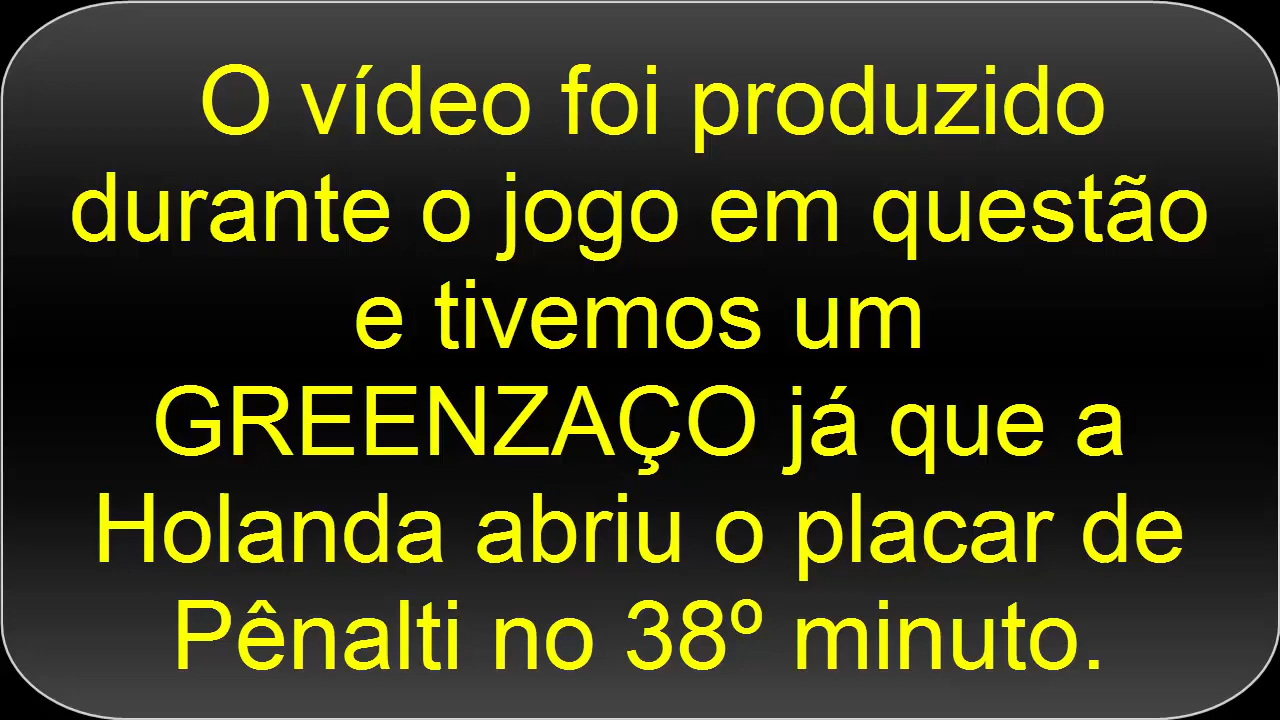 O vídeo foi produzido
durante o jogo em questão
e tivemos um
GREENZAÇO já que a
Holanda abriu o placar de
Pênalti no 38º minuto.